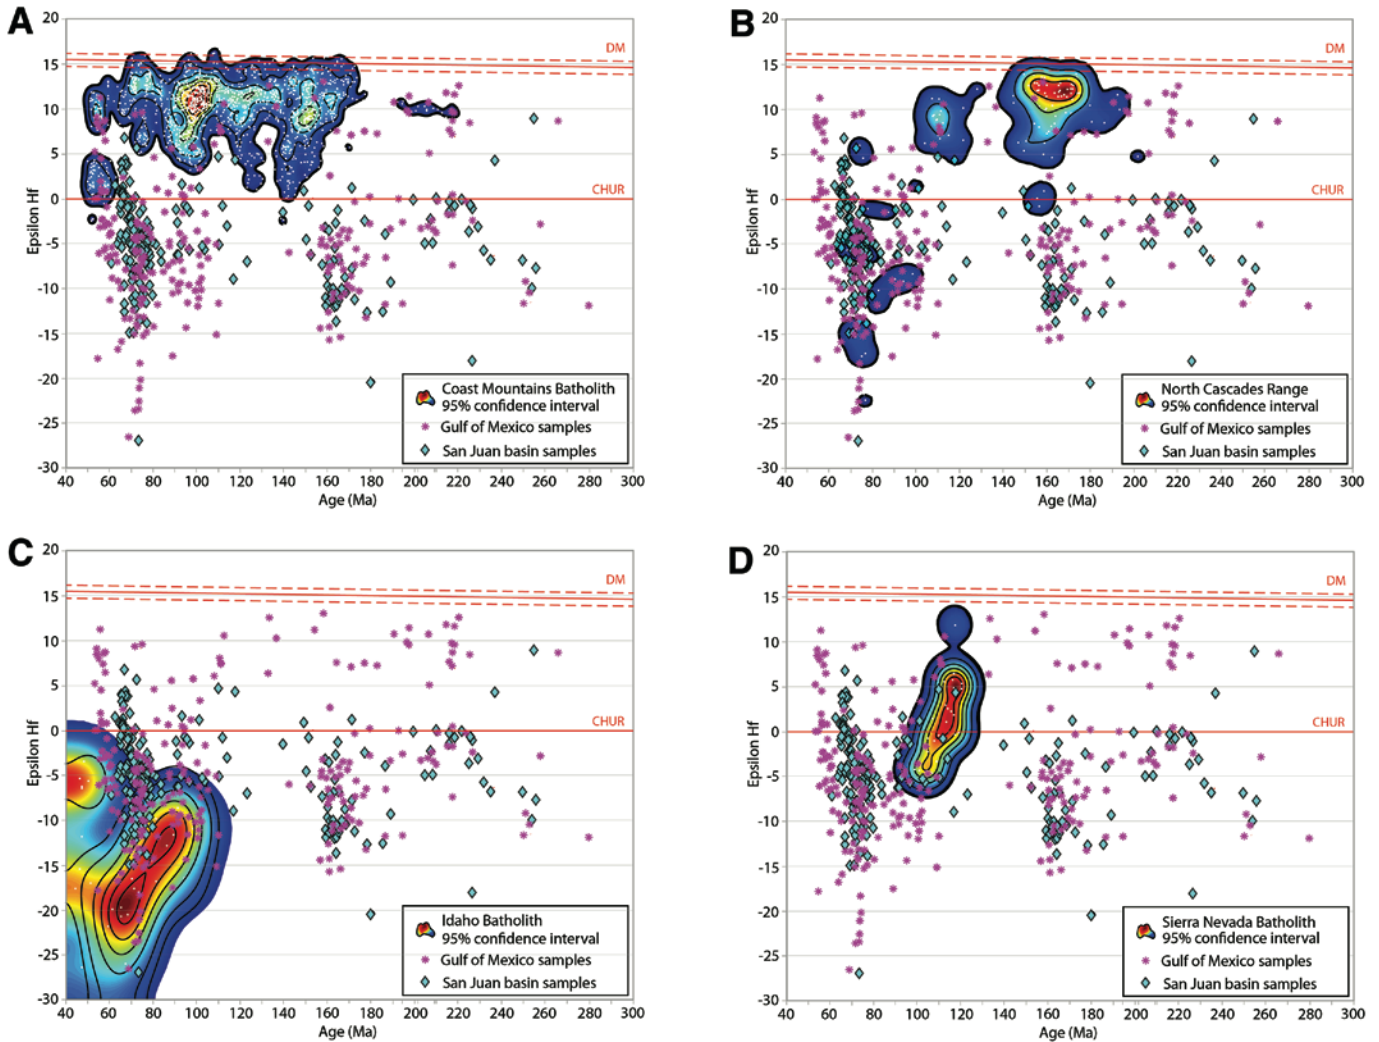 A
20
15
10
5
0
-5
-10
-15
-20
-25
-30
Epsilon Hf
DM
CHUR
Coast Mountains Batholith
95% confidence interval
Gulf of Mexico samples
San Juan basin samples
40 60 80 100 120 140 160 180 200 220 240 260 280 300
Age (Ma)
B
20
15
10
5
0
-5
-10
-15
-20
-25
-30
Epsilon Hf
DM
CHUR
North Cascades Range
95% confidence interval
Gulf of Mexico samples
San Juan basin samples
40 60 80 100 120 140 160 180 200 220 240 260 280 300
Age (Ma)
C
20
15
10
5
0
-5
-10
-15
-20
-25
-30
Epsilon Hf
DM
CHUR
Idaho Batholith
95% confidence interval
Gulf of Mexico samples
San Juan basin samples
40 60 80 100 120 140 160 180 200 220 240 260 280 300
Age (Ma)
D
20
15
10
5
0
-5
-10
-15
-20
-25
-30
Epsilon Hf
DM
CHUR
Sierra Nevada Batholith
95% confidence interval
Gulf of Mexico samples
San Juan basin samples
40 60 80 100 120 140 160 180 200 220 240 260 280 300
Age (Ma)